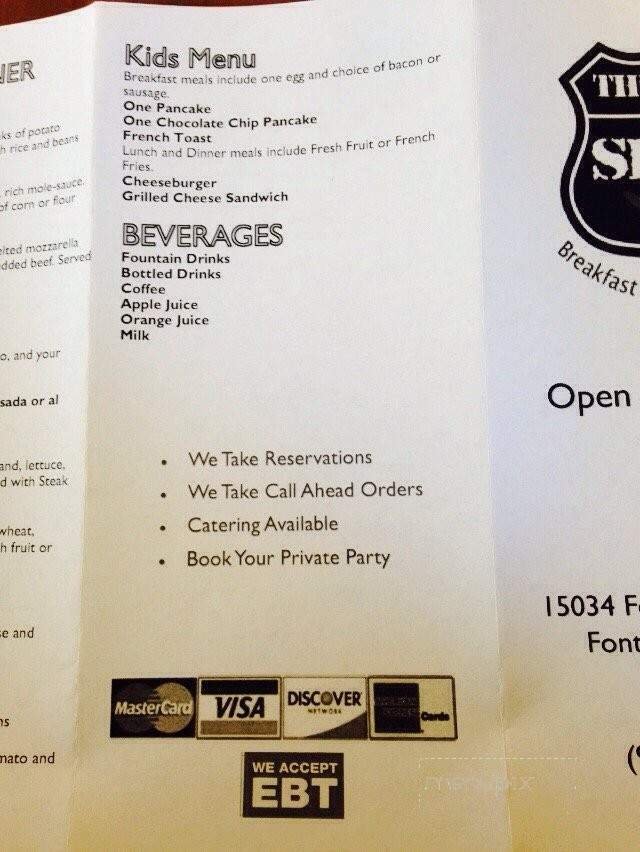 NER
ks of potato
h rice and beans
rich mole-sauce.
of corn or flour
elted mozzarella
edded beef. Served
o, and your
sada or al
and, lettuce,
d with Steak
wheat,
h fruit or
se and
ns
mato and
Kids Menu
Breakfast meals include one egg and choice of bacon or
sausage.
One Pancake
One Chocolate Chip Pancake
French Toast
Lunch and Dinner meals include Fresh Fruit or French
Fries.
Cheeseburger
Grilled Cheese Sandwich
BEVERAGES
Fountain Drinks
Bottled Drinks
Coffee
Apple Juice
Orange Juice
Milk
• We Take Reservations
• We Take Call Ahead Orders
• Catering Available
• Book Your Private Party
MasterCard VISA DISCOVER NETWORK Cards
WE ACCEPT
EBT
menupix
Breakfast
Open
15034 F
Font